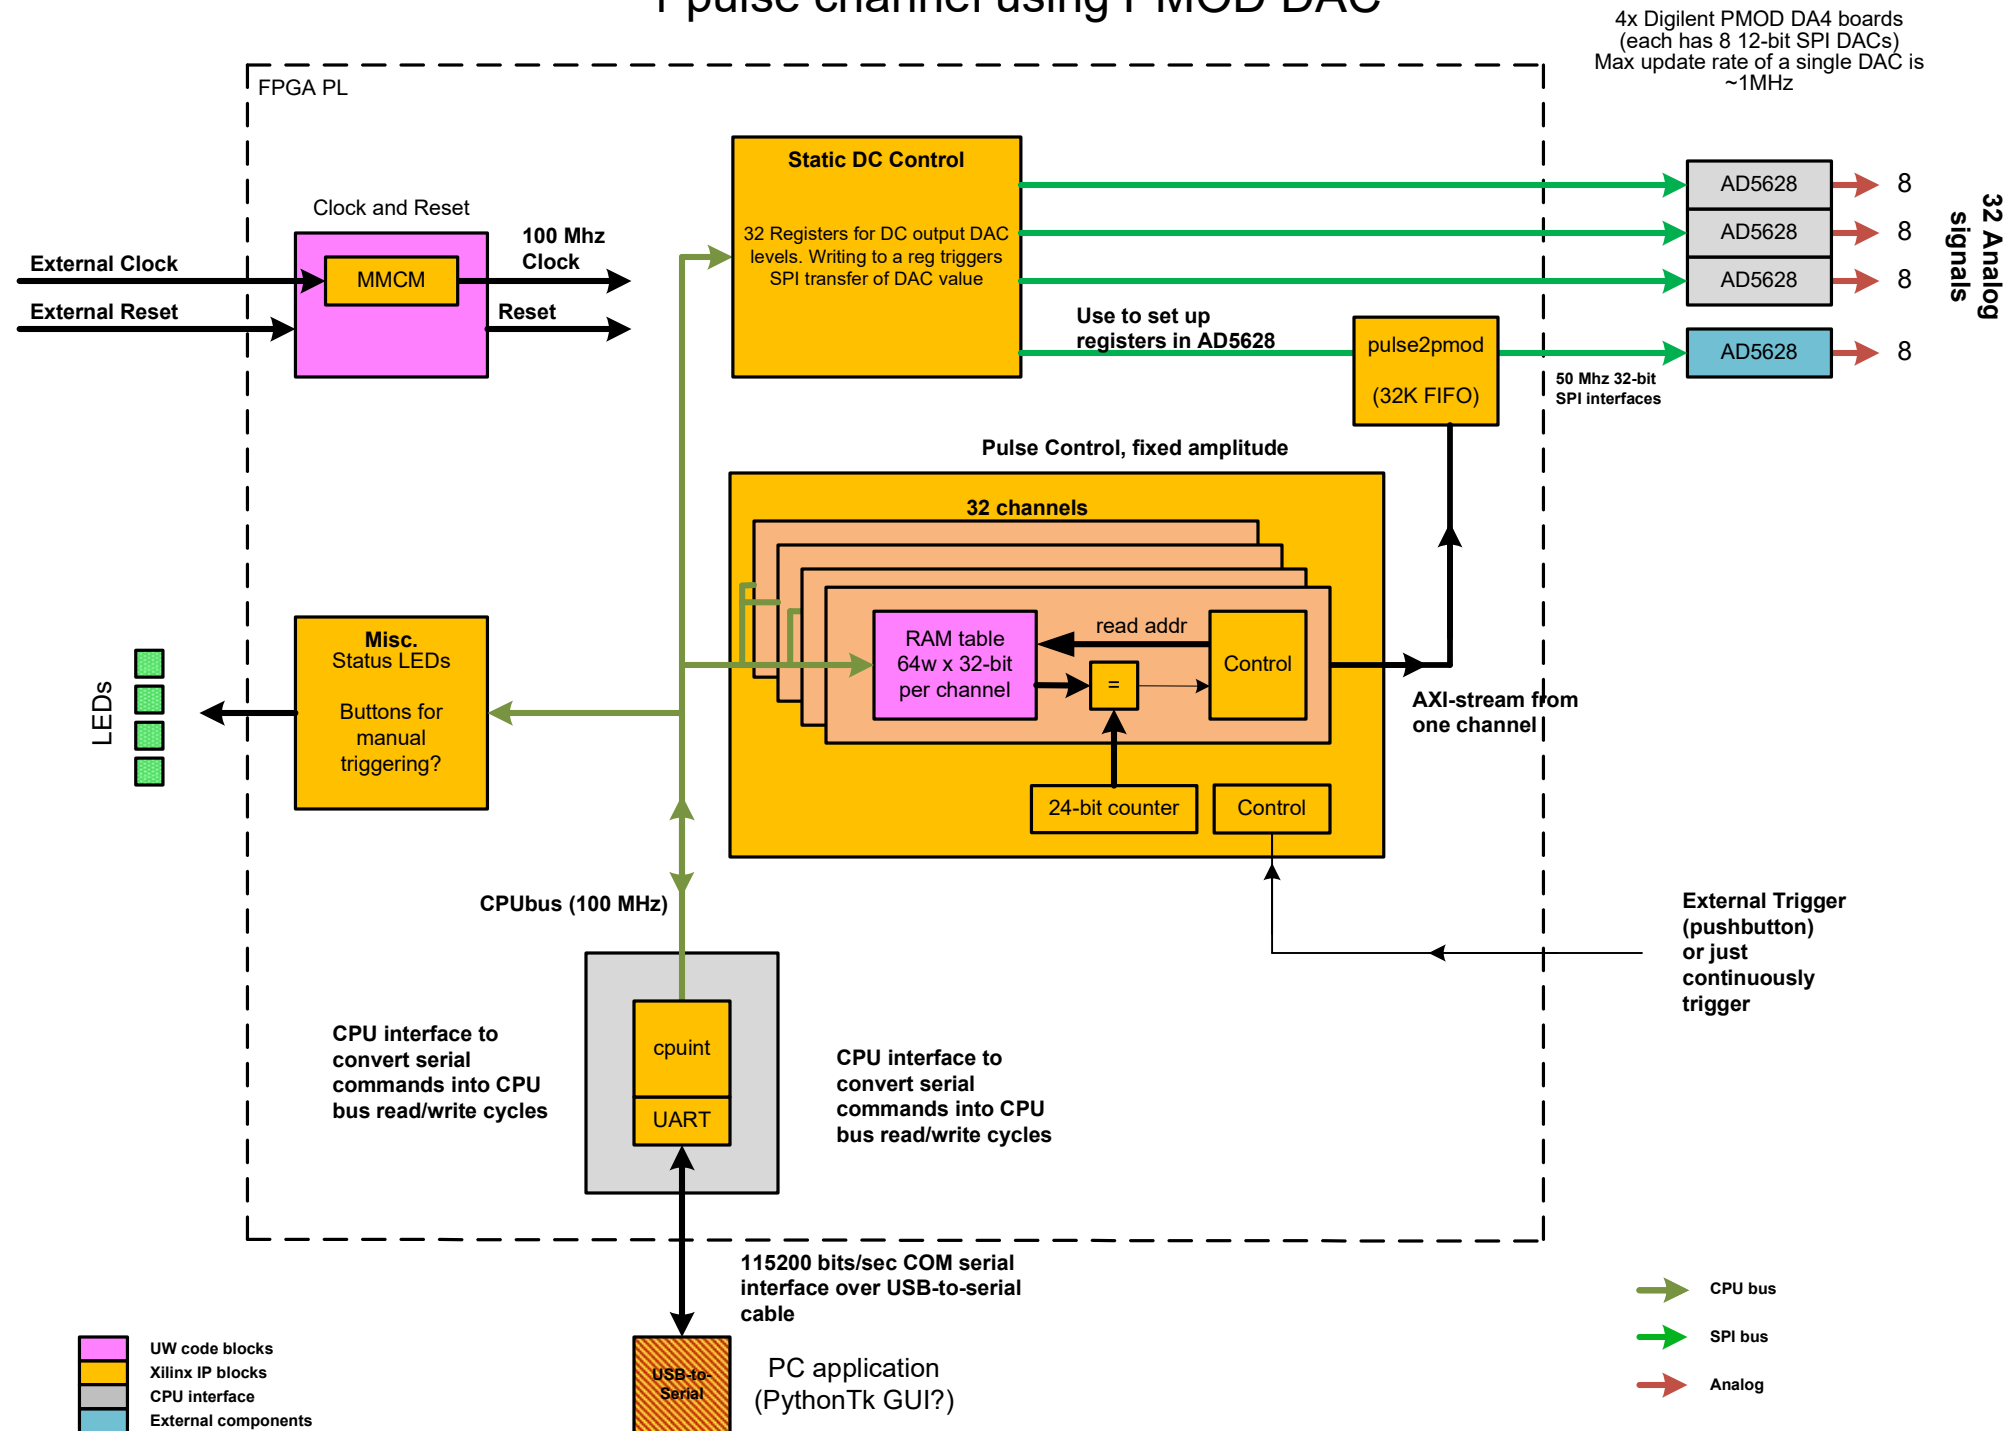 1 pulse channel using PMOD DAC
4x Digilent PMOD DA4 boards
(each has 8 12-bit SPI DACs)
Max update rate of a single DAC is
~1MHz
FPGA PL
Static DC Control
32 Registers for DC output DAC
levels. Writing to a reg triggers
SPI transfer of DAC value
AD5628
8
AD5628
8
AD5628
8
AD5628
8
32 Analog
signals
Clock and Reset
MMCM
100 Mhz
Clock
External Clock
External Reset
Reset
Use to set up
registers in AD5628
pulse2pmod
(32K FIFO)
50 Mhz 32-bit
SPI interfaces
Pulse Control, fixed amplitude
32 channels
RAM table
64w x 32-bit
per channel
read addr
=
Control
24-bit counter
Control
AXI-stream from
one channel
LEDs
Misc.
Status LEDs
Buttons for
manual
triggering?
CPUbus (100 MHz)
External Trigger
(pushbutton)
or just
continuously
trigger
CPU interface to
convert serial
commands into CPU
bus read/write cycles
cpuint
UART
CPU interface to
convert serial
commands into CPU
bus read/write cycles
115200 bits/sec COM serial
interface over USB-to-serial
cable
USB-to-
Serial
PC application
(PythonTk GUI?)
UW code blocks
Xilinx IP blocks
CPU interface
External components
CPU bus
SPI bus
Analog